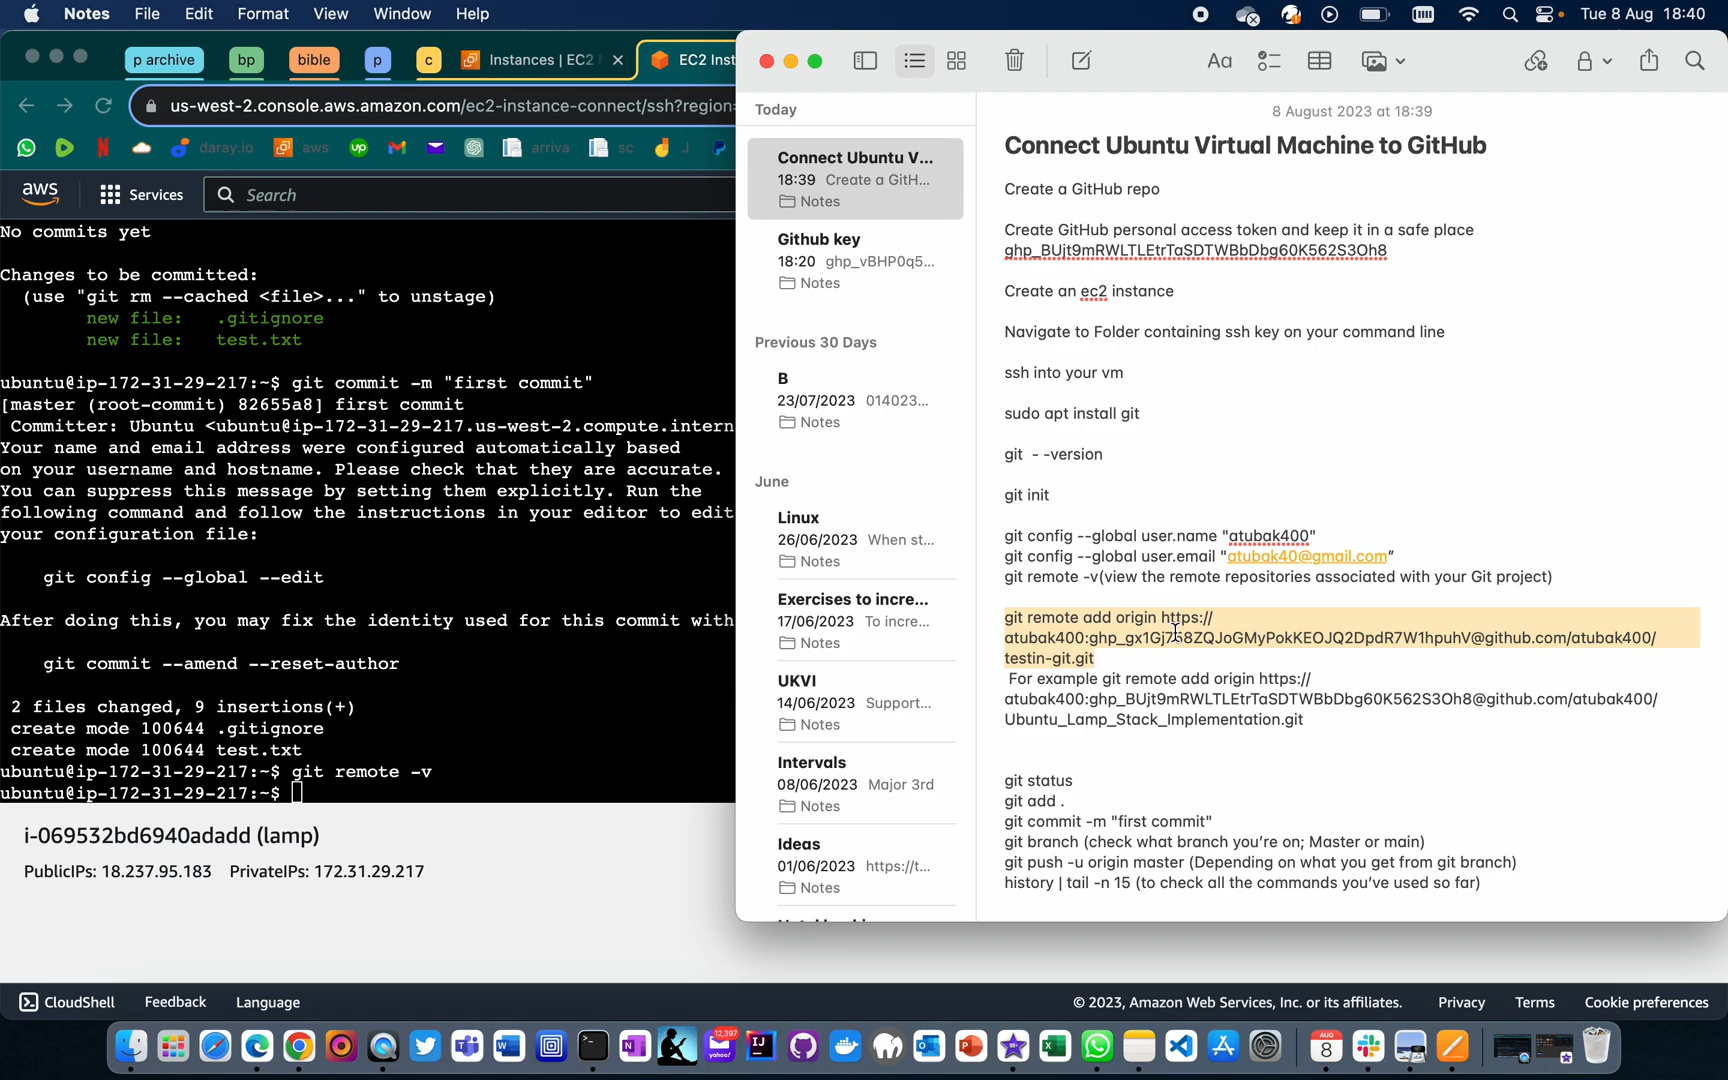 Notes File Edit Format View Window Help
Tue 8 Aug 18:40
p archive bp bible p c Instances | EC2 EC2 Inst
us-west-2.console.aws.amazon.com/ec2-instance-connect/ssh?region=
daray.io aws up arriva sc J
aws Services Search
No commits yet
Changes to be committed:
(use "git rm --cached <file>..." to unstage)
new file: .gitignore
new file: test.txt
ubuntu@ip-172-31-29-217:~$ git commit -m "first commit"
[master (root-commit) 82655a8] first commit
Committer: Ubuntu <ubuntu@ip-172-31-29-217.us-west-2.compute.intern
Your name and email address were configured automatically based
on your username and hostname. Please check that they are accurate.
You can suppress this message by setting them explicitly. Run the
following command and follow the instructions in your editor to edit
your configuration file:
git config --global --edit
After doing this, you may fix the identity used for this commit with
git commit --amend --reset-author
2 files changed, 9 insertions(+)
create mode 100644 .gitignore
create mode 100644 test.txt
ubuntu@ip-172-31-29-217:~$ git remote -v
ubuntu@ip-172-31-29-217:~$
i-069532bd6940adadd (lamp)
PublicIPs: 18.237.95.183 PrivateIPs: 172.31.29.217
Today
Connect Ubuntu V...
18:39 Create a GitH...
Notes
Github key
18:20 ghp_vBHP0q5...
Notes
Previous 30 Days
B
23/07/2023 014023...
Notes
June
Linux
26/06/2023 When st...
Notes
Exercises to incre...
17/06/2023 To incre...
Notes
UKVI
14/06/2023 Support...
Notes
Intervals
08/06/2023 Major 3rd
Notes
Ideas
01/06/2023 https://t...
Notes
8 August 2023 at 18:39
Connect Ubuntu Virtual Machine to GitHub
Create a GitHub repo
Create GitHub personal access token and keep it in a safe place
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
Create an ec2 instance
Navigate to Folder containing ssh key on your command line
ssh into your vm
sudo apt install git
git - -version
git init
git config --global user.name "atubak400"
git config --global user.email "atubak40@gmail.com"
git remote -v(view the remote repositories associated with your Git project)
git remote add origin https://
atubak400:ghp_gx1Gj768ZQJoGMyPokKEOJQ2DpdR7W1hpuhV@github.com/atubak400/
testin-git.git
For example git remote add origin https://
atubak400: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@github.com/atubak400/
Ubuntu_Lamp_Stack_Implementation.git
git status
git add .
git commit -m "first commit"
git branch (check what branch you're on; Master or main)
git push -u origin master (Depending on what you get from git branch)
history | tail -n 15 (to check all the commands you've used so far)
CloudShell Feedback Language
© 2023, Amazon Web Services, Inc. or its affiliates. Privacy Terms Cookie preferences
12,397
yahoo!
AUG
8